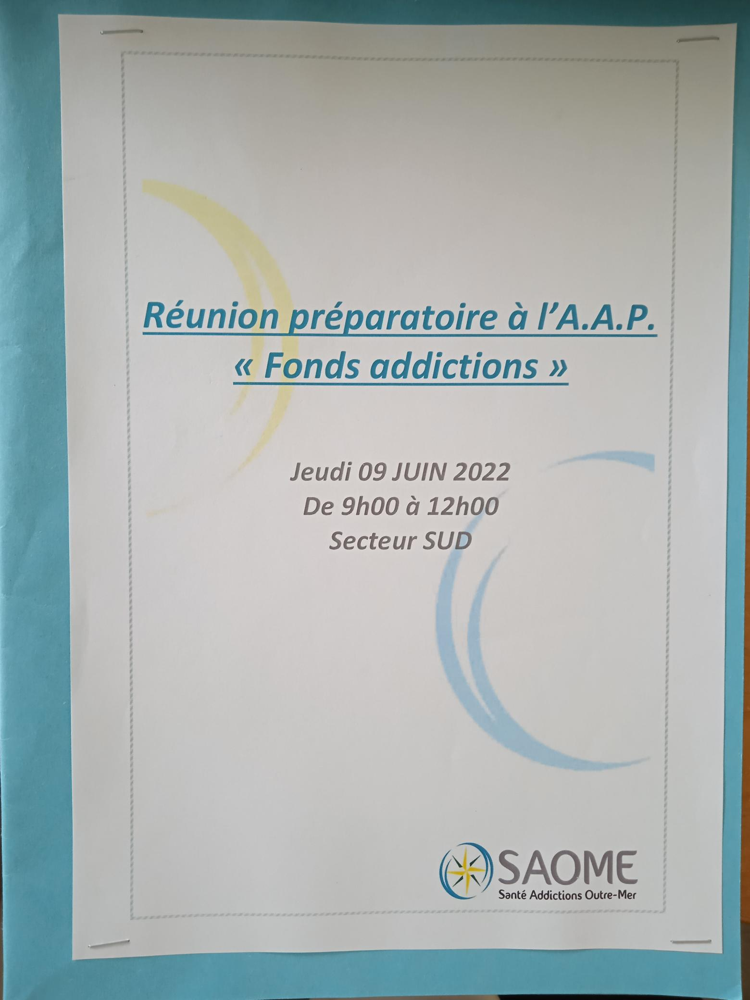 Réunion préparatoire à l’A.A.P.
« Fonds addictions »
Jeudi 09 JUIN 2022
De 9h00 à 12h00
Secteur SUD
SAOME
Santé Addictions Outre-Mer